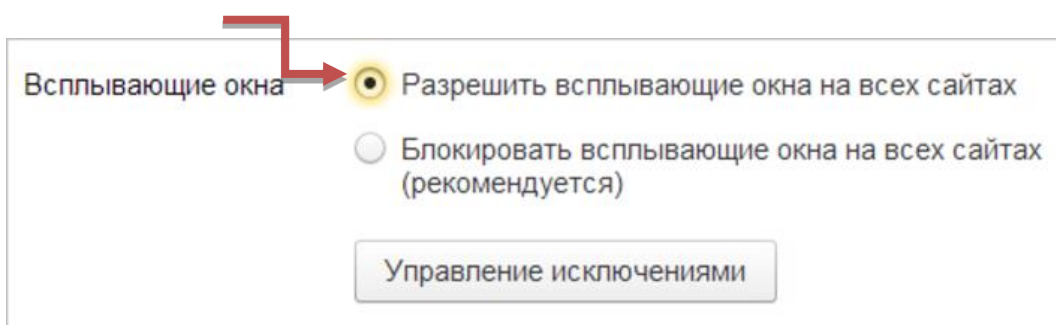 Всплывающие окна
Разрешить всплывающие окна на всех сайтах
Блокировать всплывающие окна на всех сайтах
(рекомендуется)
Управление исключениями